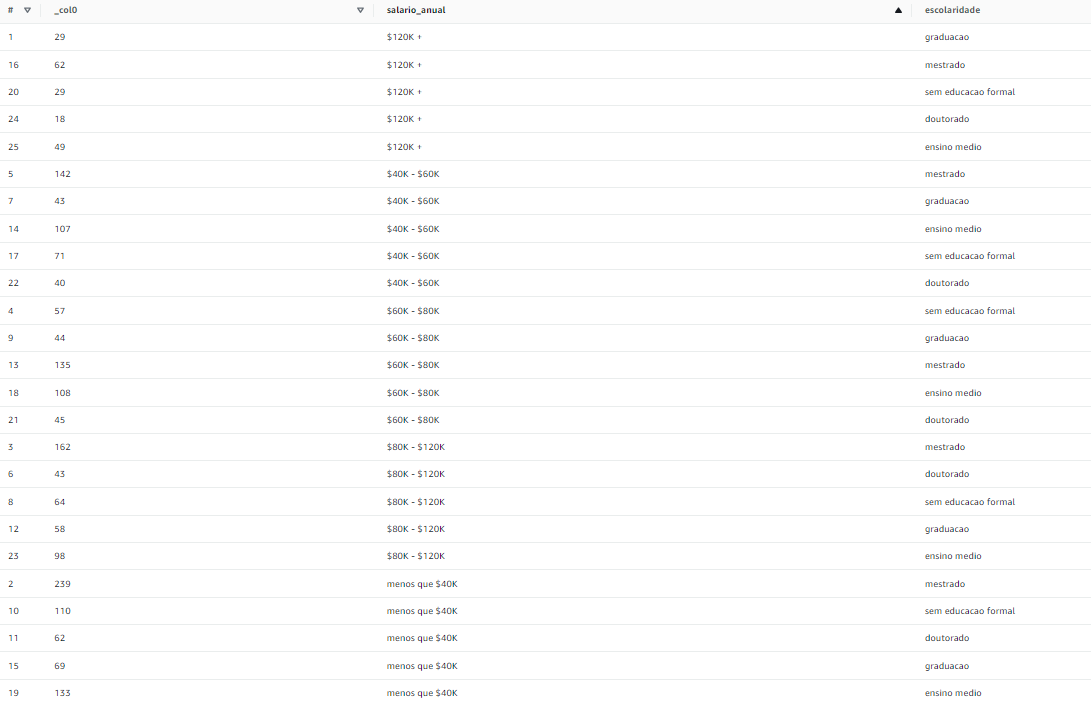 # _col0 salario_anual escolaridade
1 29 $120K + graduacao
16 62 $120K + mestrado
20 29 $120K + sem educacao formal
24 18 $120K + doutorado
25 49 $120K + ensino medio
5 142 $40K - $60K mestrado
7 43 $40K - $60K graduacao
14 107 $40K - $60K ensino medio
17 71 $40K - $60K sem educacao formal
22 40 $40K - $60K doutorado
4 57 $60K - $80K sem educacao formal
9 44 $60K - $80K graduacao
13 135 $60K - $80K mestrado
18 108 $60K - $80K ensino medio
21 45 $60K - $80K doutorado
3 162 $80K - $120K mestrado
6 43 $80K - $120K doutorado
8 64 $80K - $120K sem educacao formal
12 58 $80K - $120K graduacao
23 98 $80K - $120K ensino medio
2 239 menos que $40K mestrado
10 110 menos que $40K sem educacao formal
11 62 menos que $40K doutorado
15 69 menos que $40K graduacao
19 133 menos que $40K ensino medio